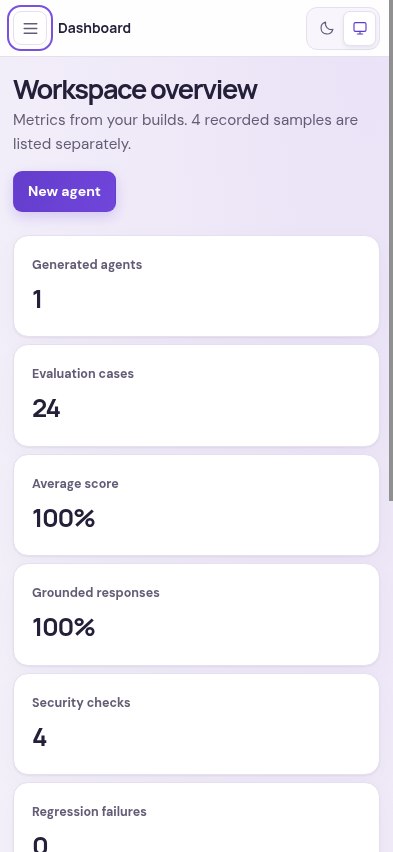 Dashboard
Workspace overview
Metrics from your builds. 4 recorded samples are
listed separately.
New agent
Generated agents
1
Evaluation cases
24
Average score
100%
Grounded responses
100%
Security checks
4
Regression failures
0